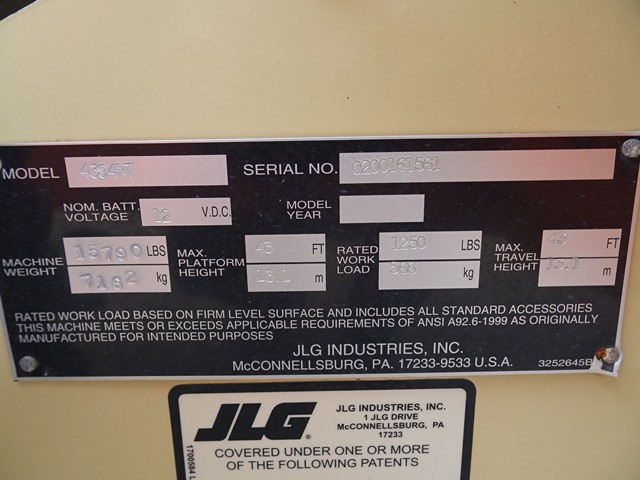 MODEL 4394RT SERIAL NO. 0200161561
NOM. BATT. VOLTAGE 12 V.D.C. MODEL YEAR
MACHINE WEIGHT 15790 LBS MAX. PLATFORM HEIGHT 43 FT RATED WORK LOAD 1250 LBS MAX. TRAVEL HEIGHT 43 FT
7162 kg 13.1 m 568 kg 13.1 m
RATED WORK LOAD BASED ON FIRM LEVEL SURFACE AND INCLUDES ALL STANDARD ACCESSORIES
THIS MACHINE MEETS OR EXCEEDS APPLICABLE REQUIREMENTS OF ANSI A92.6-1999 AS ORIGINALLY
MANUFACTURED FOR INTENDED PURPOSES
JLG INDUSTRIES, INC.
McCONNELLSBURG, PA. 17233-9533 U.S.A. 3252645B
JLG
JLG INDUSTRIES, INC.
1 JLG DRIVE
McCONNELLSBURG, PA
17233
COVERED UNDER ONE OR MORE
OF THE FOLLOWING PATENTS
1700584 L